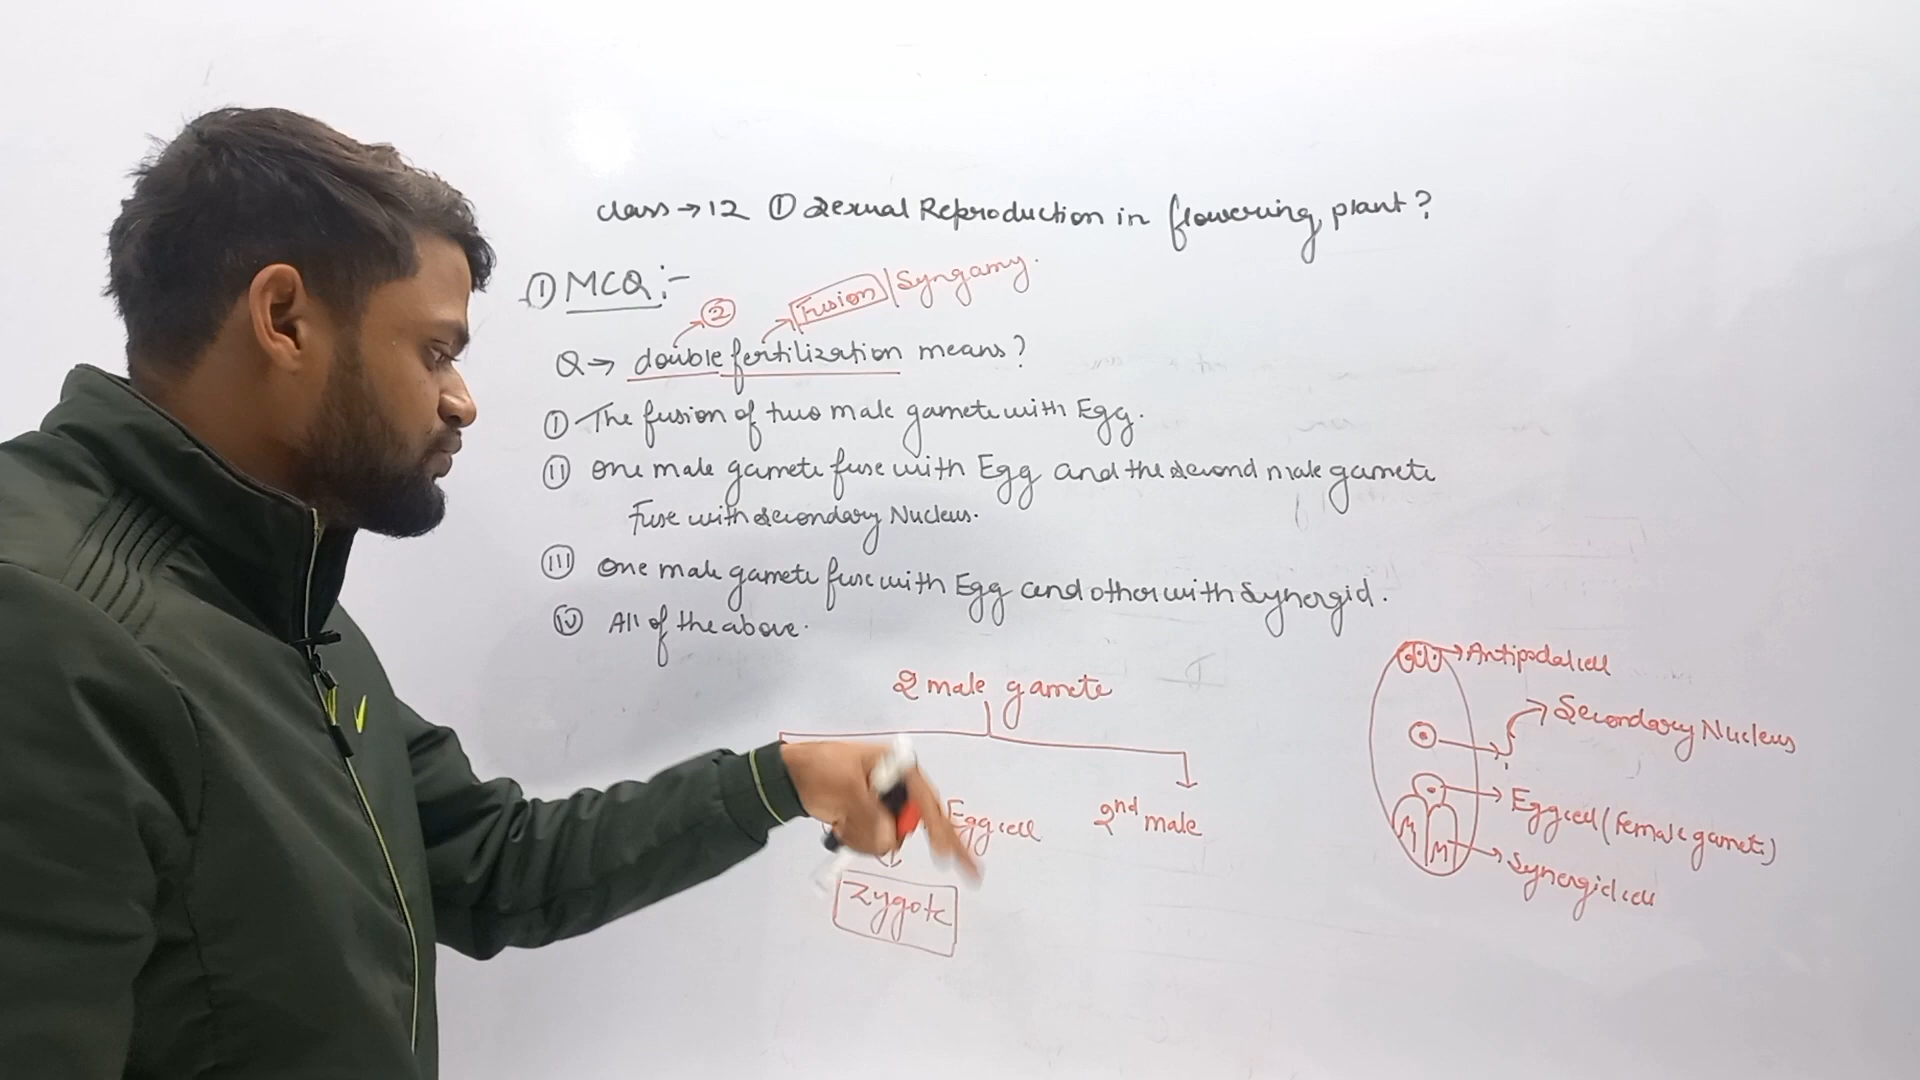 class → 12 ① Sexual Reproduction in flowering plant?
① MCQ :-
② Fusion | Syngamy.
Q → double fertilization means?
① The fusion of two male gamete with Egg.
② One male gamete fuse with Egg and the second male gamete
Fuse with secondary Nucleus.
③ One male gamete fuse with Egg and other with Synergid.
④ All of the above.
2 male gamete
Egg cell 2nd male
Zygote
Antipodal cell
Secondary Nucleus
Egg cell (Female gamete)
Synergid cell